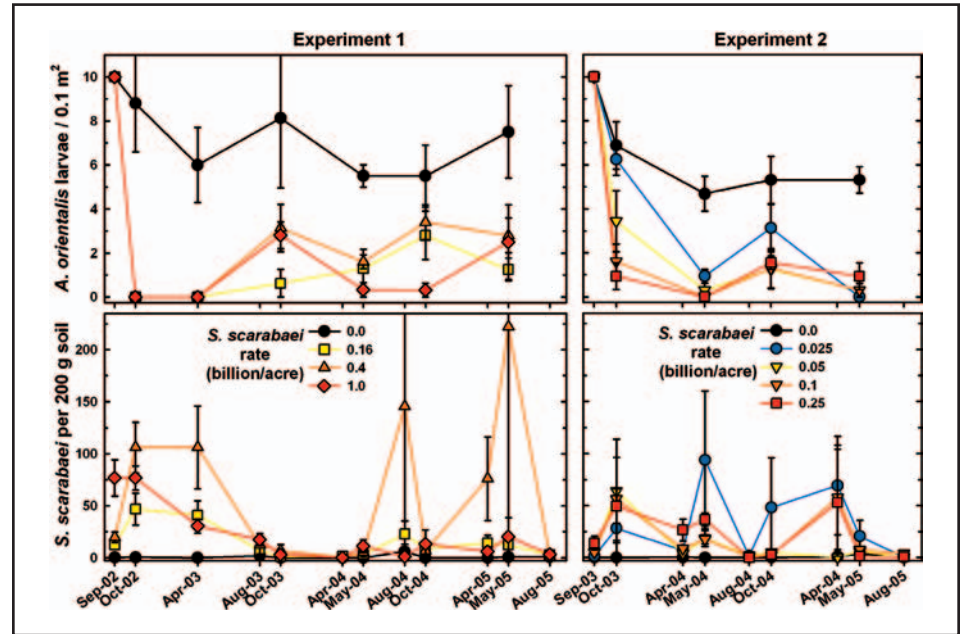 Experiment 1
Experiment 2
A. orientalis larvae / 0.1 m²
10
8
6
4
2
0
S. scarabaei per 200 g soil
200
150
100
50
0
S. scarabaei
rate
(billion/acre)
0.0
0.16
0.4
1.0
S. scarabaei
rate
(billion/acre)
0.0
0.025
0.05
0.1
0.25
Sep-02
Oct-02
Apr-03
Aug-03
Oct-03
Apr-04
May-04
Aug-04
Oct-04
Apr-05
May-05
Aug-05
Sep-03
Oct-03
Apr-04
May-04
Aug-04
Oct-04
Apr-04
May-05
Aug-05